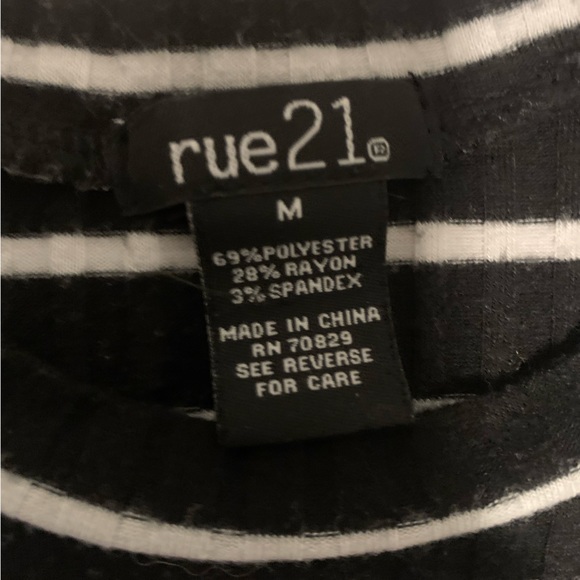 rue21®
M
69%POLYESTER
28% RAYON
3% SPANDEX
MADE IN CHINA
RN 70829
SEE REVERSE
FOR CARE